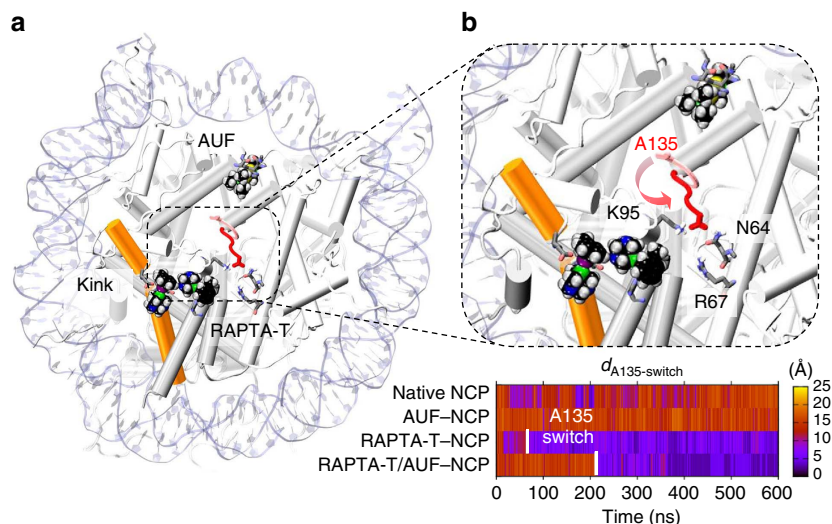 a
AUF
Kink
RAPTA-T
b
A135
K95
N64
R67
dA135-switch
(Å)
Native NCP
AUF–NCP
RAPTA-T–NCP
RAPTA-T/AUF–NCP
A135
switch
25
20
15
10
5
0
0 100 200 300 400 500 600
Time (ns)